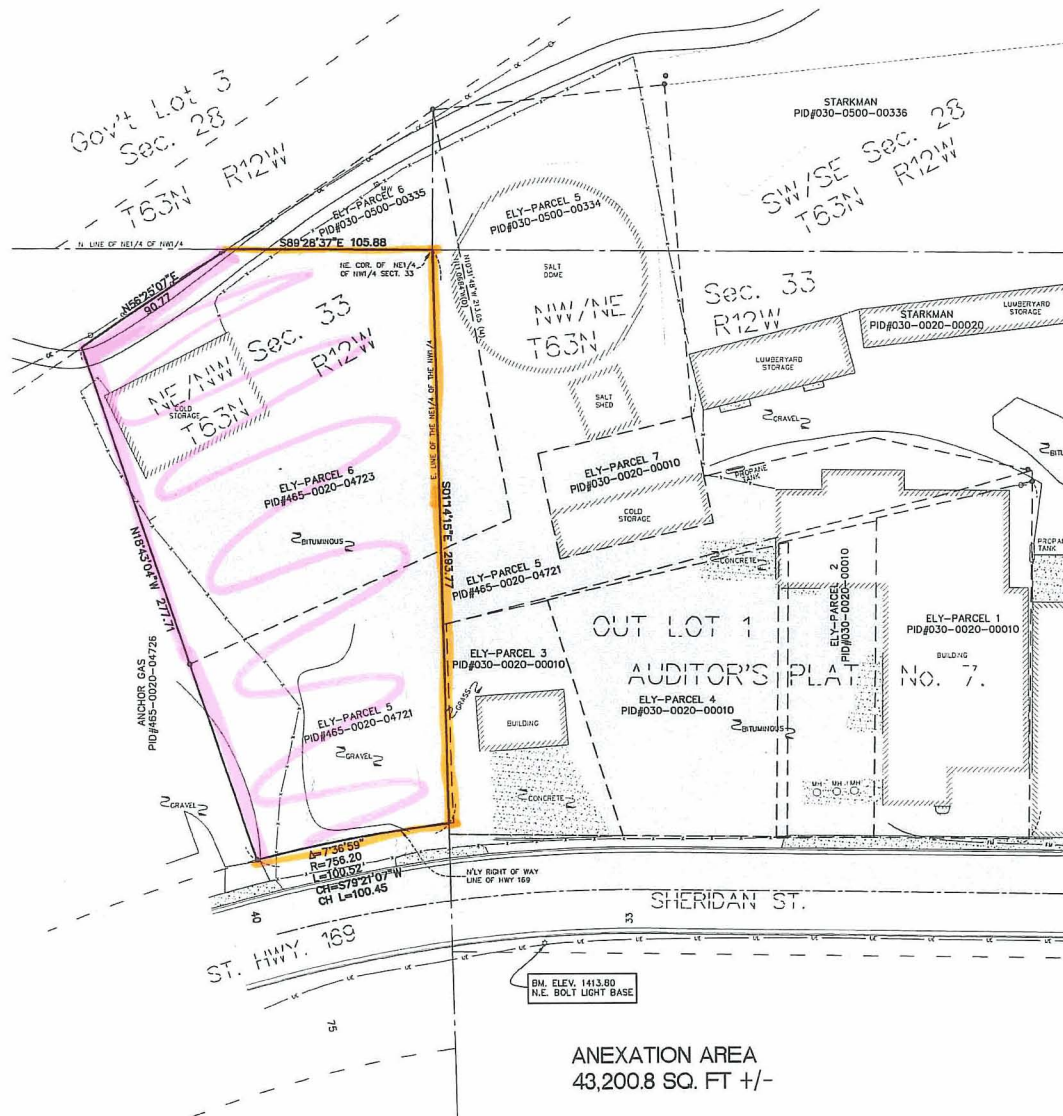 Gov't Lot 3
Sec. 28
T63N R12W
STARKMAN
PID#030-0500-00336
SW/SE Sec. 28
T63N R12W
ELY-PARCEL 6
PID#030-0500-00335
ELY-PARCEL 5
PID#030-0500-00334
N LINE OF NE1/4 OF NW1/4
S89°28'37"E 105.88
NE. COR. OF NE1/4
OF NW1/4 SECT. 33
N56°25'07"E
90.77
SALT
DOME
NW/NE Sec. 33
T63N R12W
LUMBERYARD
STORAGE
STARKMAN
PID#030-0020-00020
LUMBERYARD
STORAGE
NE/NW Sec. 33
T63N R12W
COLD
STORAGE
E. LINE OF THE NE1/4 OF THE NW1/4
SALT
SHED
GRAVEL
ELY-PARCEL 6
PID#465-0020-04723
ELY-PARCEL 7
PID#030-0020-00010
COLD
STORAGE
PROPANE
TANK
BITU
S01°14'15"E 293.77
BITUMINOUS
N18°43'04"W 277.71
ELY-PARCEL 5
PID#465-0020-04721
CONCRETE
PROPA
TANK
ELY-PARCEL 2
PID#030-0020-00010
ELY-PARCEL 1
PID#030-0020-00010
BUILDING
OUT LOT 1
AUDITOR'S PLAT No. 7.
ELY-PARCEL 3
PID#030-0020-00010
ELY-PARCEL 4
PID#030-0020-00010
ANCHOR GAS
PID#465-0020-04726
GRASS
BUILDING
BITUMINOUS
ELY-PARCEL 5
PID#465-0020-04721
GRAVEL
MH MH MH
CONCRETE
GRAVEL
Δ=7°36'59"
R=756.20
L=100.52'
CH=S79°21'07"W
CH L=100.45
N'LY RIGHT OF WAY
LINE OF HWY 169
SHERIDAN ST.
40
33
ST. HWY. 169
75
BM. ELEV. 1413.80
N.E. BOLT LIGHT BASE
ANEXATION AREA
43,200.8 SQ. FT +/-